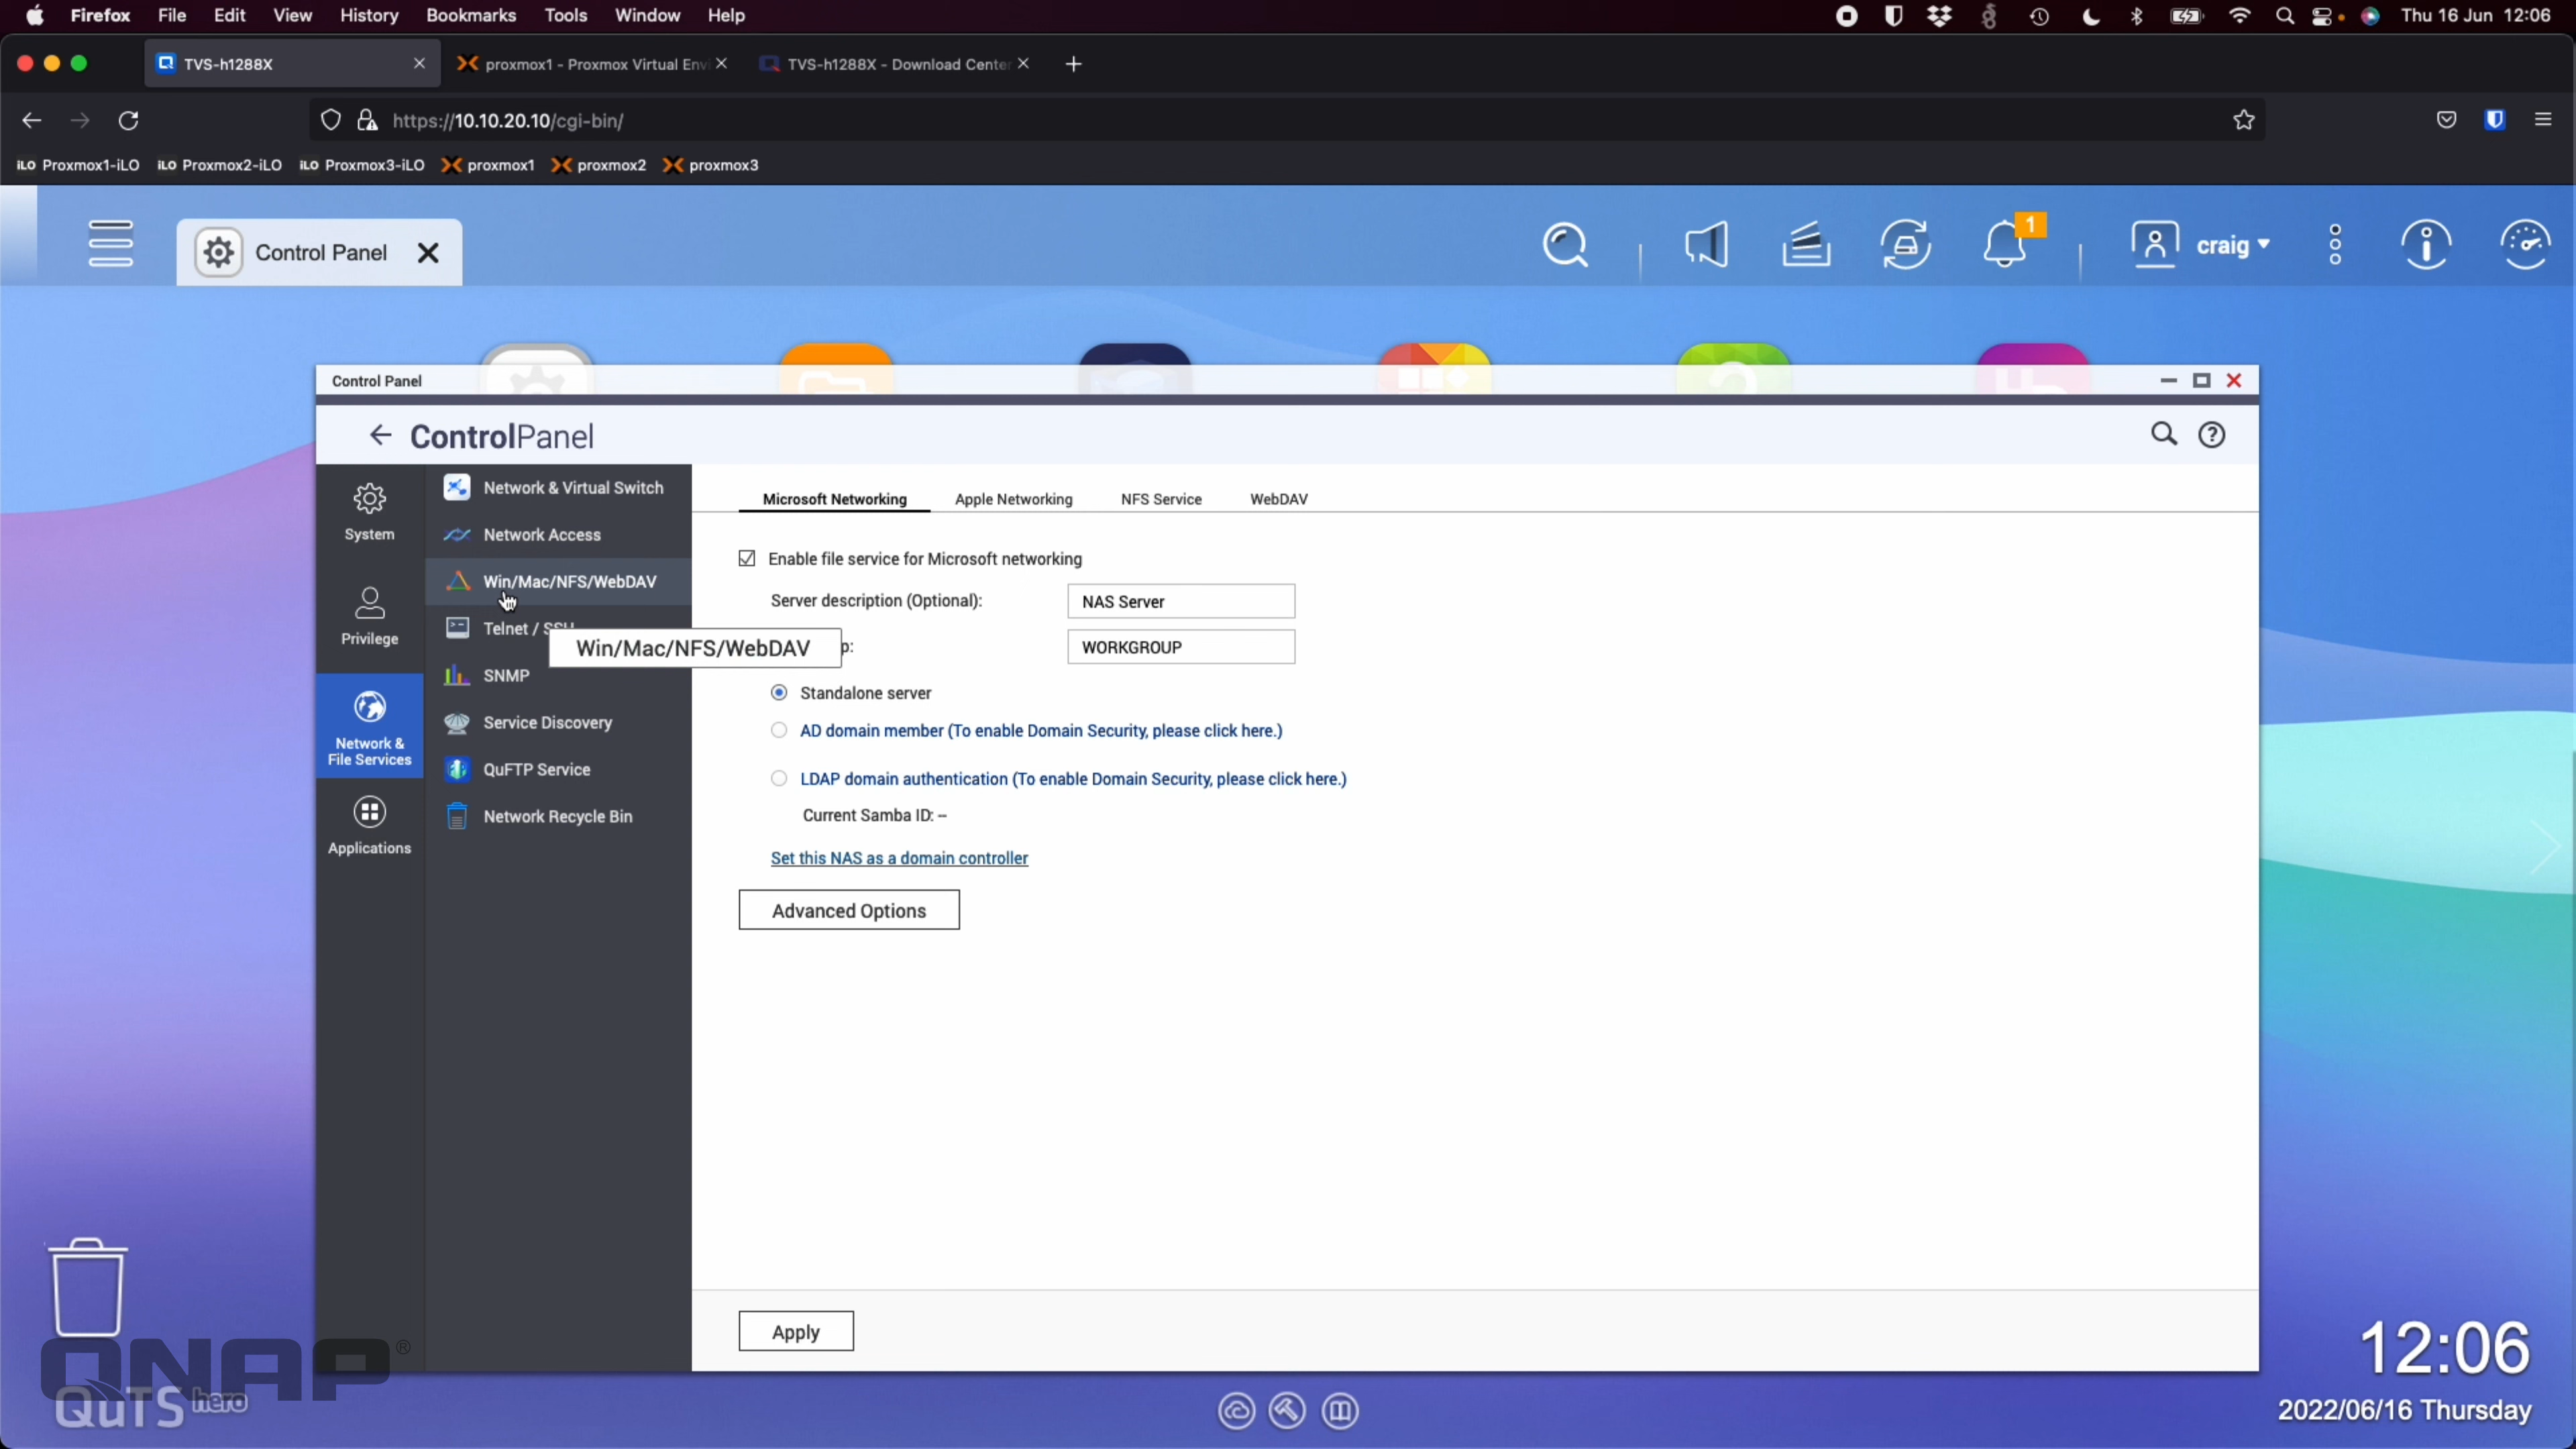 Firefox File Edit View History Bookmarks Tools Window Help Thu 16 Jun 12:06
TVS-h1288X proxmox1 - Proxmox Virtual Envi TVS-h1288X - Download Center
https://10.10.20.10/cgi-bin/
iLO Proxmox1-iLO iLO Proxmox2-iLO iLO Proxmox3-iLO proxmox1 proxmox2 proxmox3
Control Panel 1 craig
Control Panel
ControlPanel
System
Privilege
Network &
File Services
Applications
Network & Virtual Switch
Network Access
Win/Mac/NFS/WebDAV
Telnet / SSH
Win/Mac/NFS/WebDAV
SNMP
Service Discovery
QuFTP Service
Network Recycle Bin
Microsoft Networking Apple Networking NFS Service WebDAV
Enable file service for Microsoft networking
Server description (Optional): NAS Server
p: WORKGROUP
Standalone server
AD domain member (To enable Domain Security, please click here.)
LDAP domain authentication (To enable Domain Security, please click here.)
Current Samba ID: --
Set this NAS as a domain controller
Advanced Options
Apply
QNAP®
QuTS hero
12:06
2022/06/16 Thursday